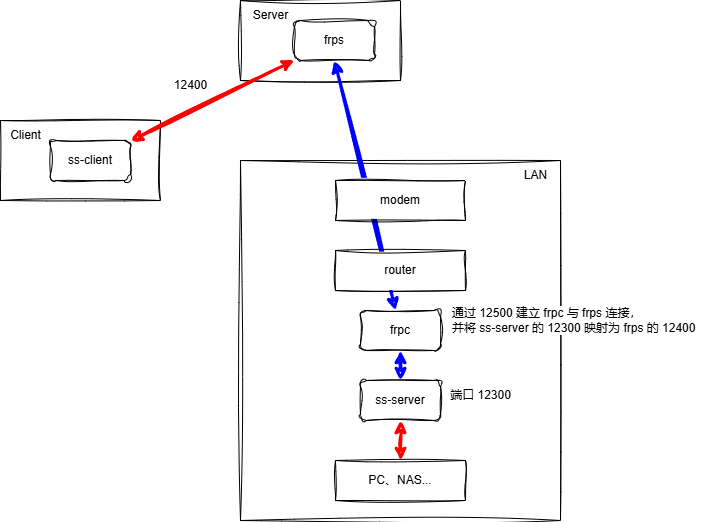 Server
frps
12400
Client
ss-client
LAN
modem
router
通过 12500 建立 frpc 与 frps 连接，
并将 ss-server 的 12300 映射为 frps 的 12400
frpc
ss-server
端口 12300
PC、NAS...